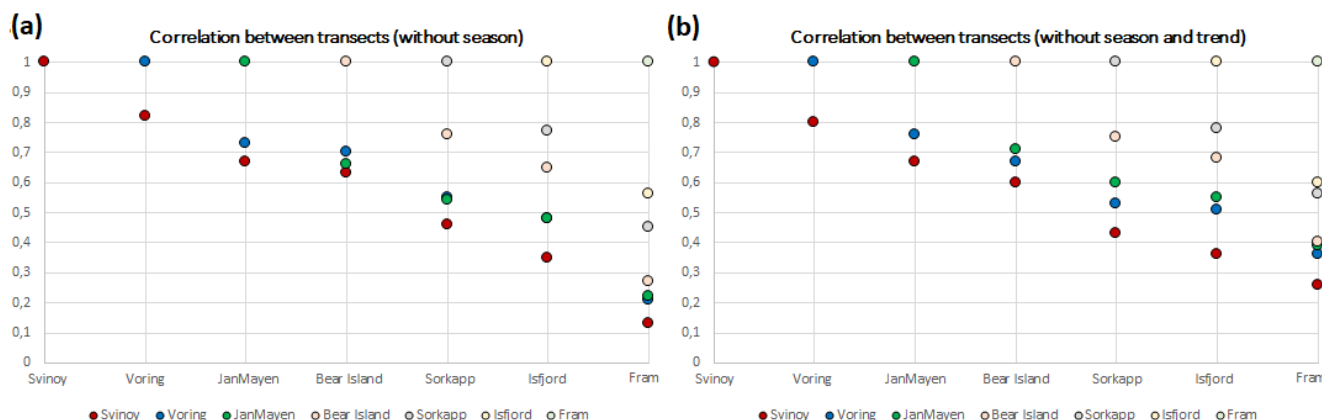 (a)
Correlation between transects (without season)
1
0,9
0,8
0,7
0,6
0,5
0,4
0,3
0,2
0,1
0
Svinoy Voring JanMayen Bear Island Sorkapp Isfjord Fram
Svinoy Voring JanMayen Bear Island Sorkapp Isfjord Fram
(b)
Correlation between transects (without season and trend)
1
0,9
0,8
0,7
0,6
0,5
0,4
0,3
0,2
0,1
0
Svinoy Voring JanMayen Bear Island Sorkapp Isfjord Fram
Svinoy Voring JanMayen Bear Island Sorkapp Isfjord Fram